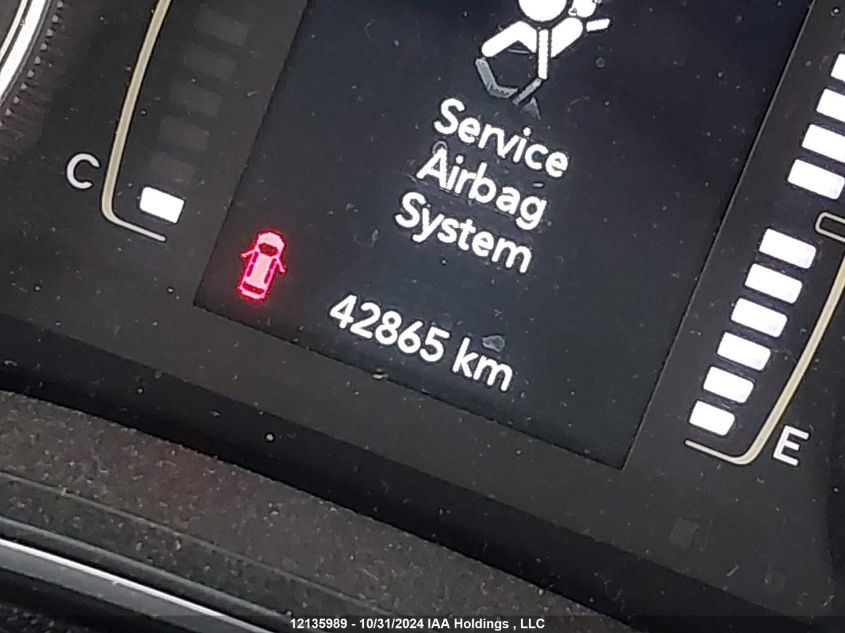 Service
Airbag
System
C
42865 km
E
12135989 - 10/31/2024 IAA Holdings , LLC